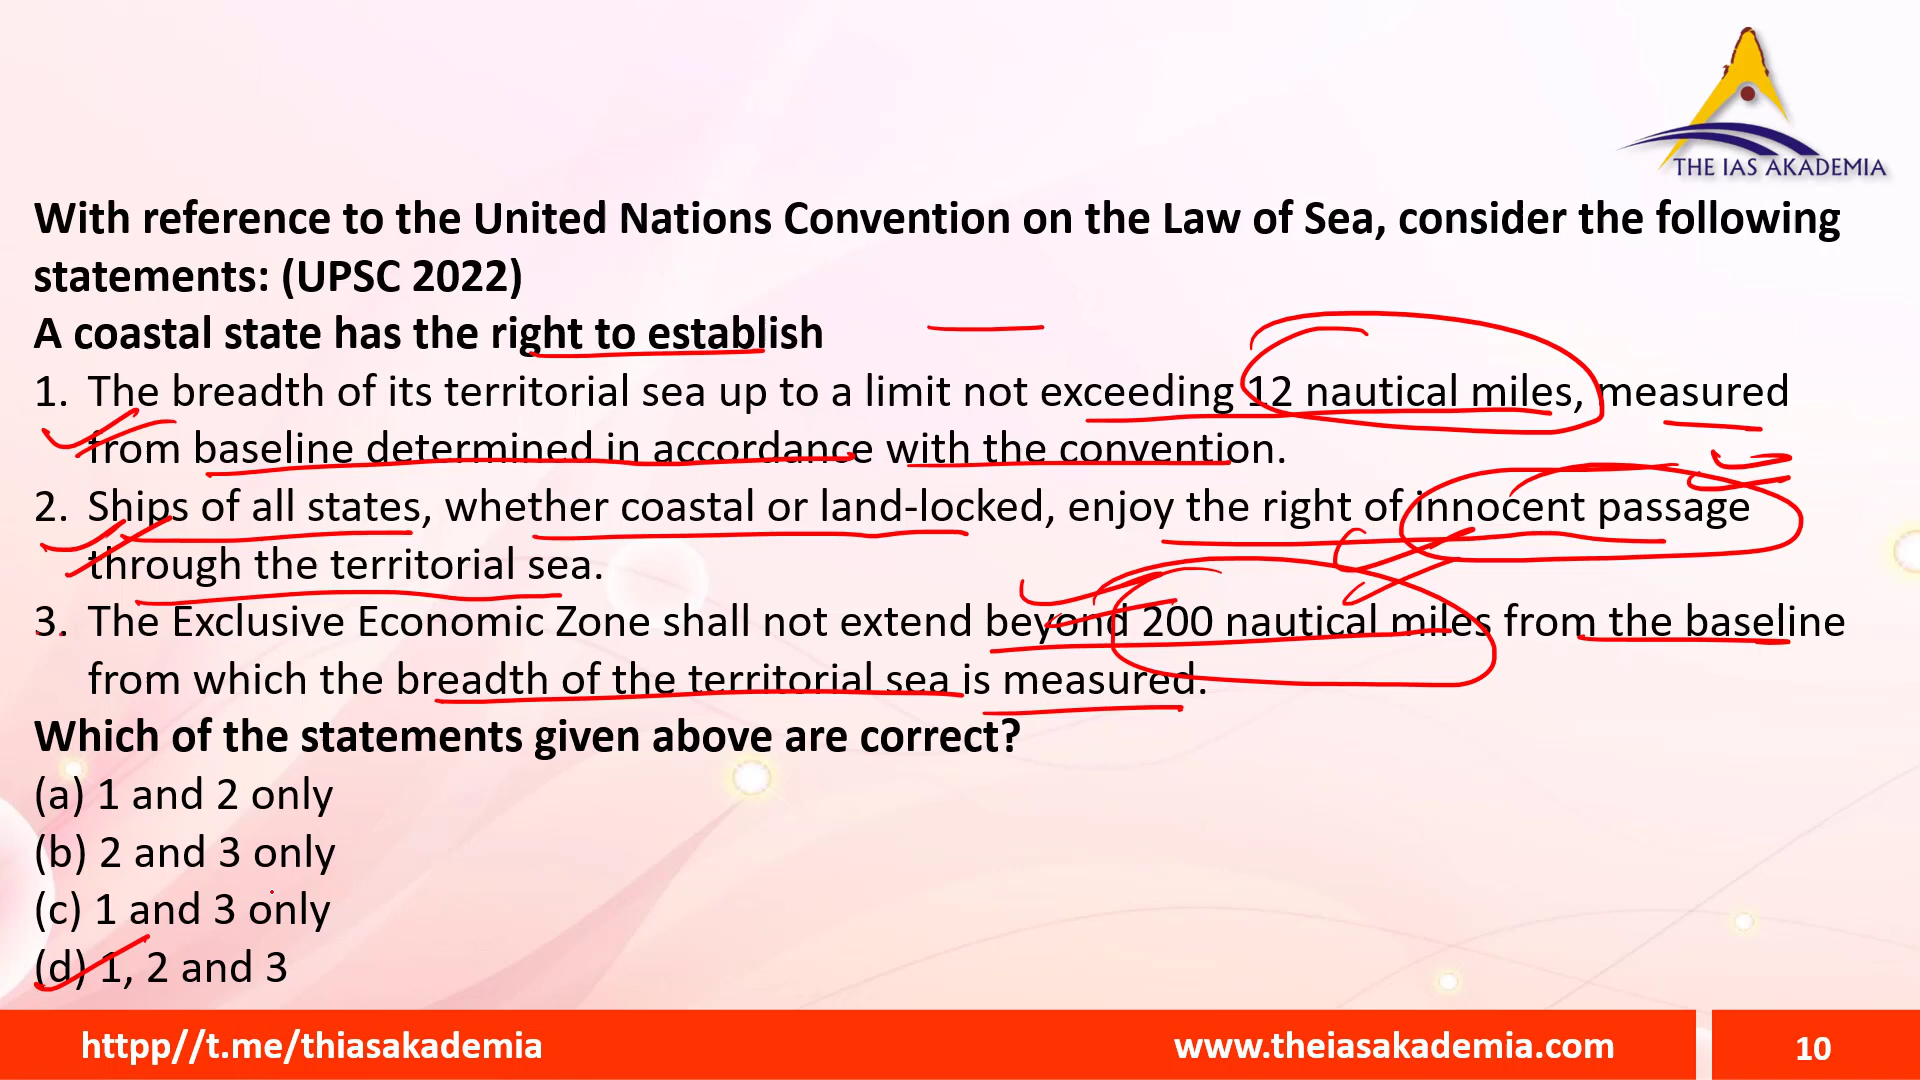 THE IAS AKADEMIA
With reference to the United Nations Convention on the Law of Sea, consider the following
statements: (UPSC 2022)
A coastal state has the right to establish
1. The breadth of its territorial sea up to a limit not exceeding 12 nautical miles, measured
from baseline determined in accordance with the convention.
2. Ships of all states, whether coastal or land-locked, enjoy the right of innocent passage
through the territorial sea.
3. The Exclusive Economic Zone shall not extend beyond 200 nautical miles from the baseline
from which the breadth of the territorial sea is measured.
Which of the statements given above are correct?
(a) 1 and 2 only
(b) 2 and 3 only
(c) 1 and 3 only
(d) 1, 2 and 3
httpp//t.me/thiasakademia
www.theiasakademia.com
10